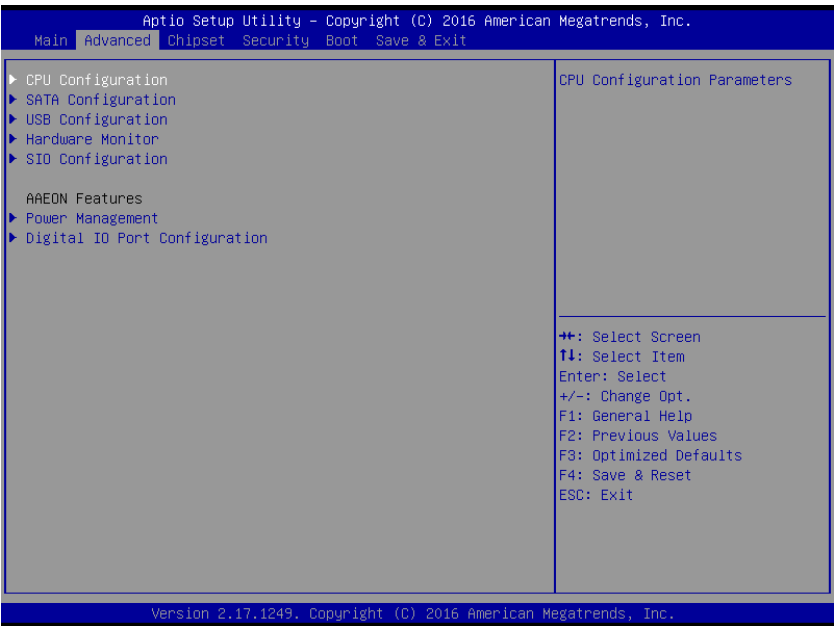 Aptio Setup Utility – Copyright (C) 2016 American Megatrends, Inc.
Main Advanced Chipset Security Boot Save & Exit
CPU Configuration
SATA Configuration
USB Configuration
Hardware Monitor
SIO Configuration
AAEON Features
Power Management
Digital IO Port Configuration
CPU Configuration Parameters
→←: Select Screen
↑↓: Select Item
Enter: Select
+/-: Change Opt.
F1: General Help
F2: Previous Values
F3: Optimized Defaults
F4: Save & Reset
ESC: Exit
Version 2.17.1249. Copyright (C) 2016 American Megatrends, Inc.